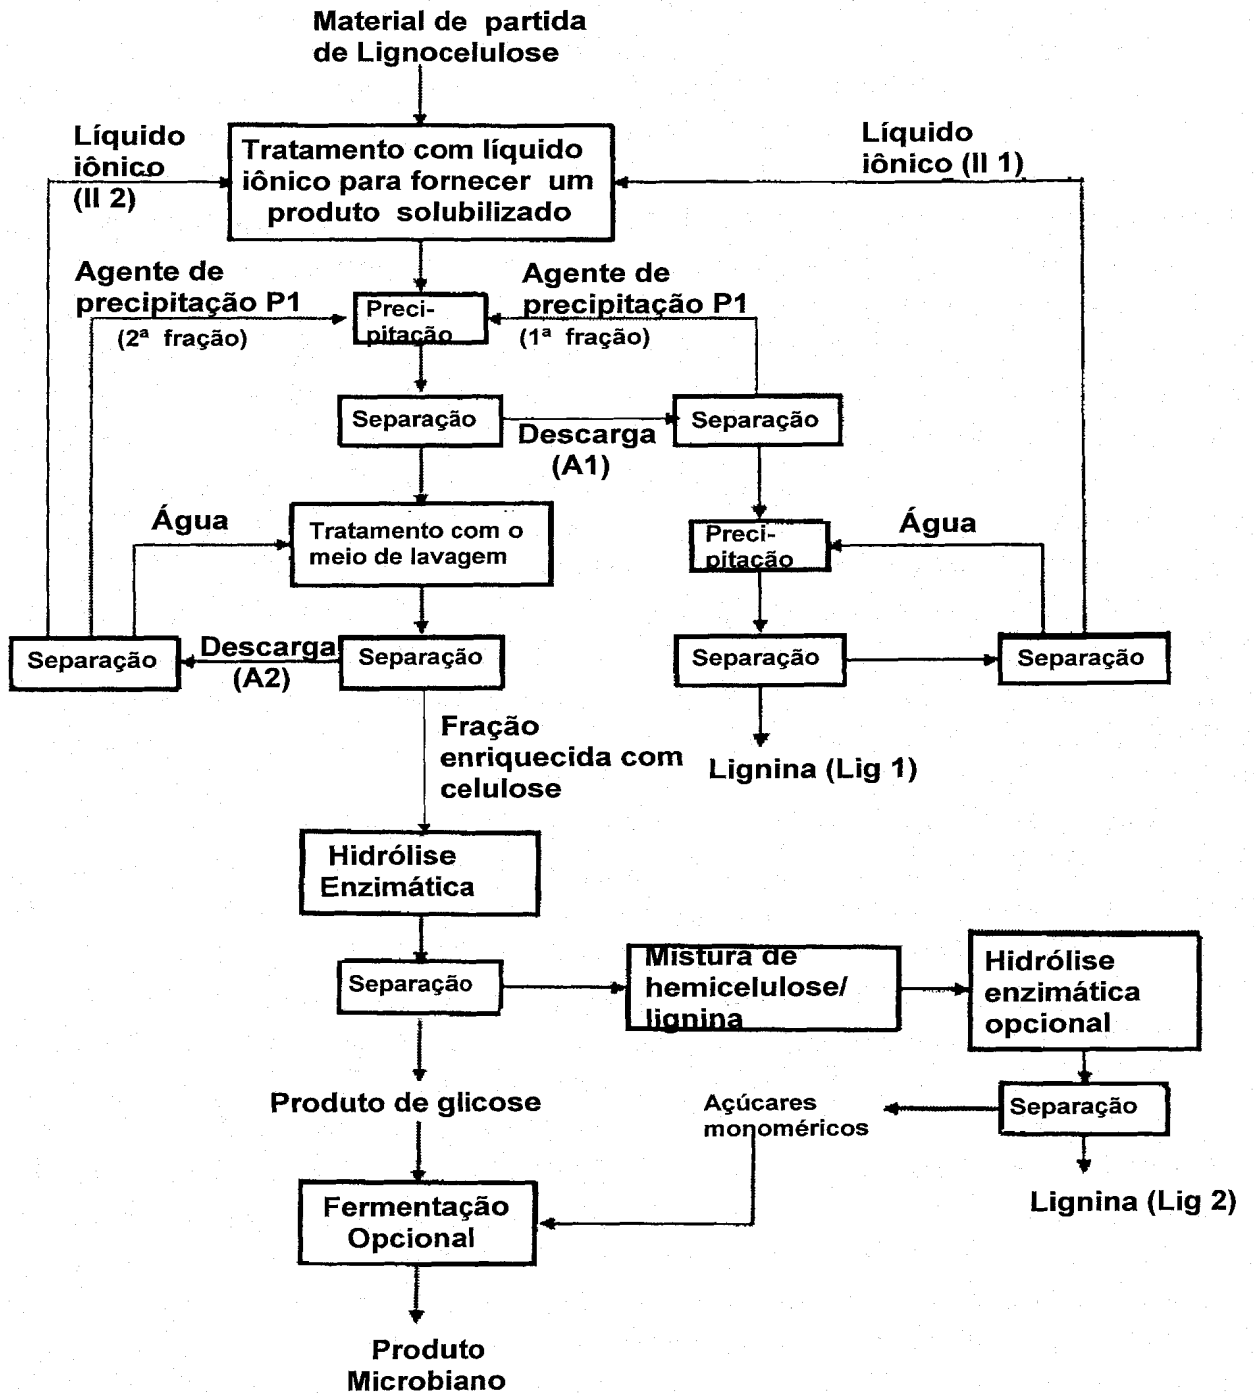 Material de partida
de Lignocelulose
Líquido
iônico
(II 2)
Tratamento com líquido
iônico para fornecer um
produto solubilizado
Líquido
iônico (II 1)
Agente de
precipitação P1
(2ª fração)
Preci-
pitação
Agente de
precipitação P1
(1ª fração)
Separação
Descarga
(A1)
Separação
Água
Tratamento com o
meio de lavagem
Preci-
pitação
Água
Separação
Descarga
(A2)
Separação
Separação
Separação
Fração
enriquecida com
celulose
Lignina (Lig 1)
Hidrólise
Enzimática
Separação
Mistura de
hemicelulose/
lignina
Hidrólise
enzimática
opcional
Produto de glicose
Açúcares
monoméricos
Separação
Fermentação
Opcional
Lignina (Lig 2)
Produto
Microbiano